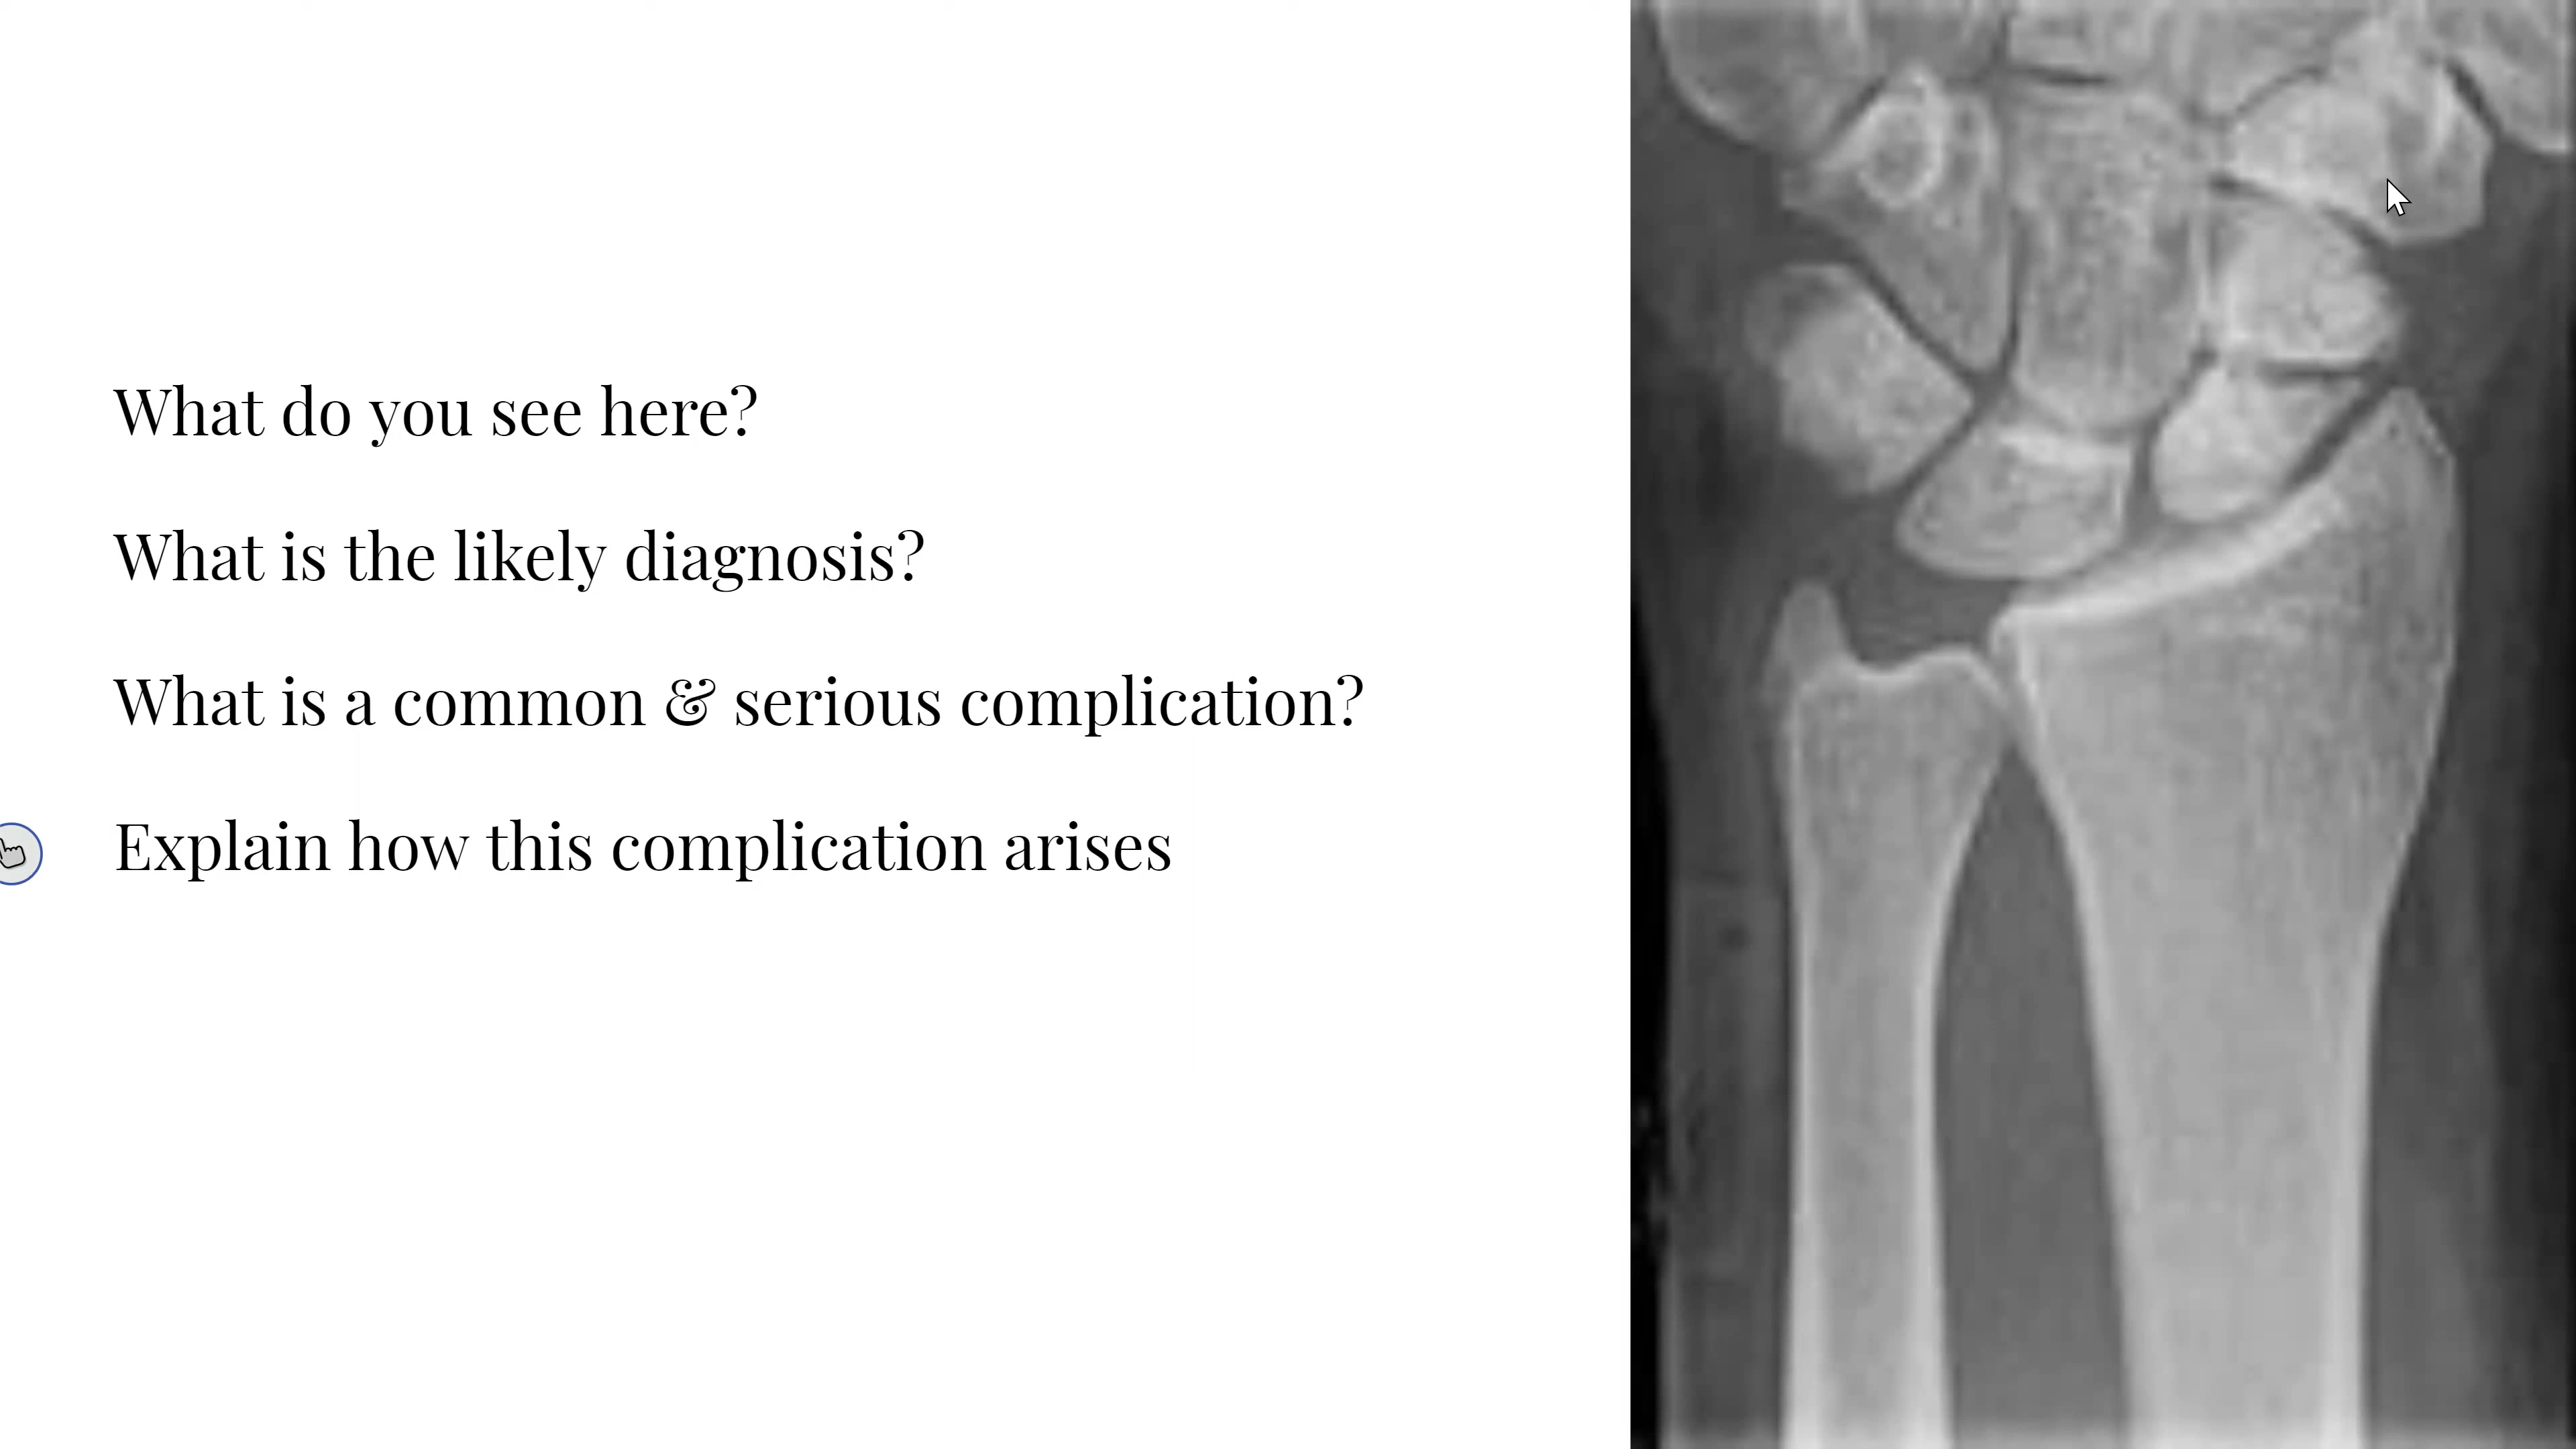 What do you see here?
What is the likely diagnosis?
What is a common & serious complication?
Explain how this complication arises